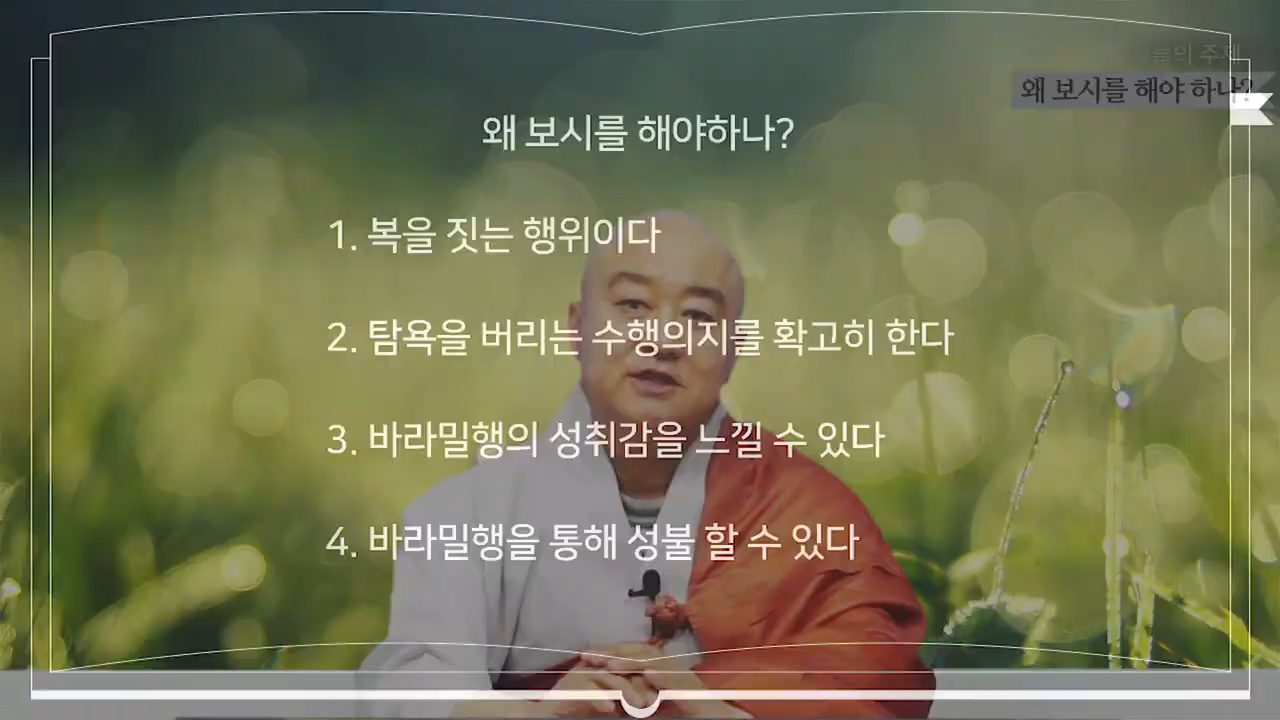 주제
왜 보시를 해야 하나?
왜 보시를 해야하나?
1. 복을 짓는 행위이다
2. 탐욕을 버리는 수행의지를 확고히 한다
3. 바라밀행의 성취감을 느낄 수 있다
4. 바라밀행을 통해 성불 할 수 있다